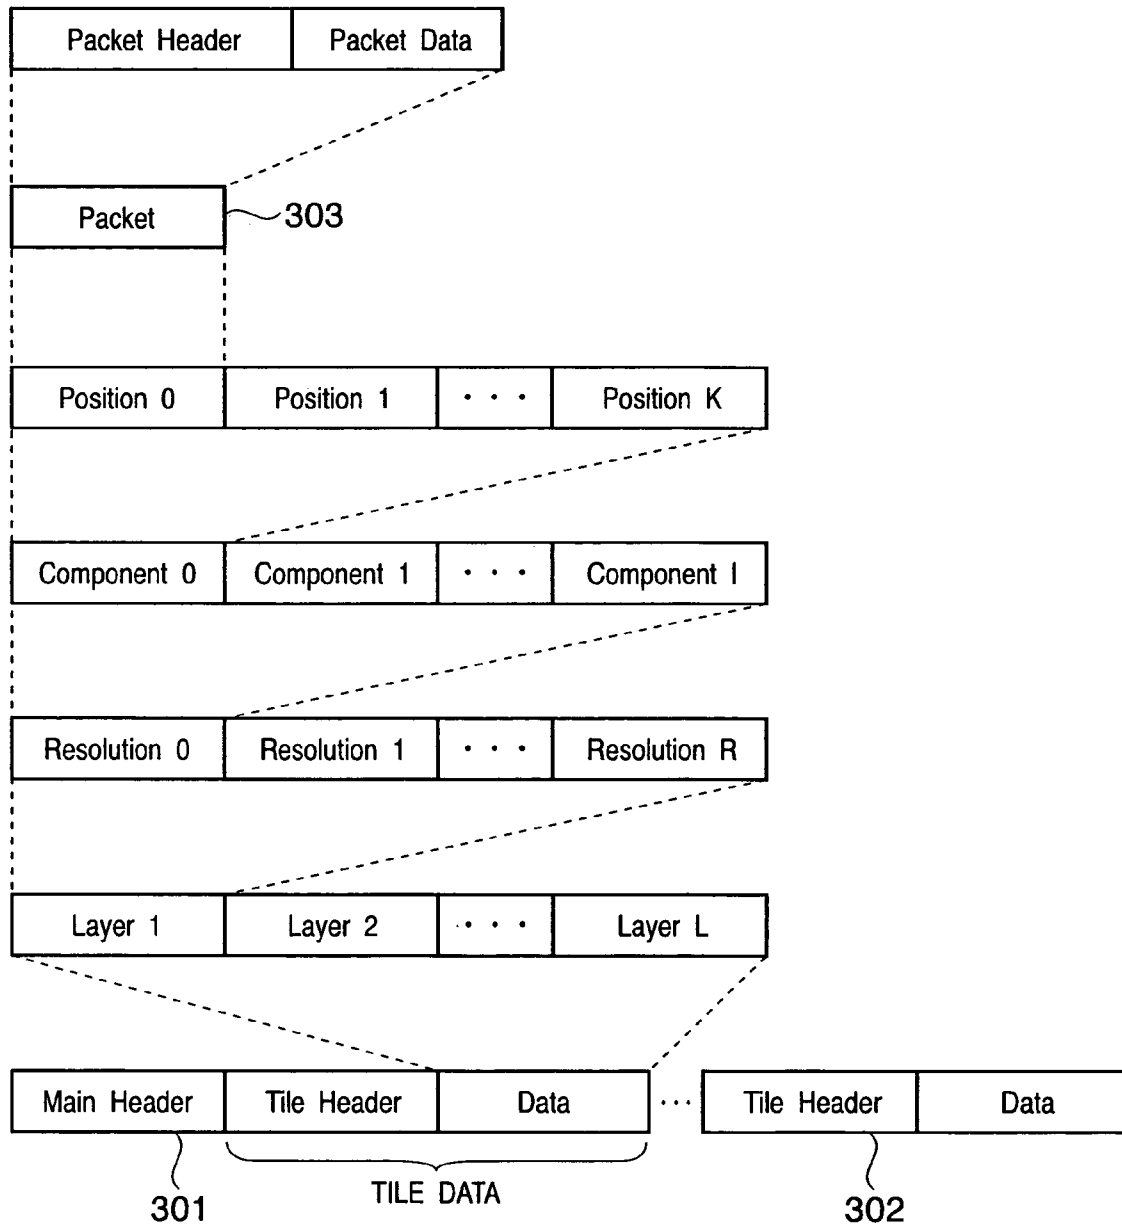 Packet Header Packet Data
Packet 303
Position 0 Position 1 ··· Position K
Component 0 Component 1 ··· Component I
Resolution 0 Resolution 1 ··· Resolution R
Layer 1 Layer 2 ··· Layer L
Main Header Tile Header Data ··· Tile Header Data
301 TILE DATA 302